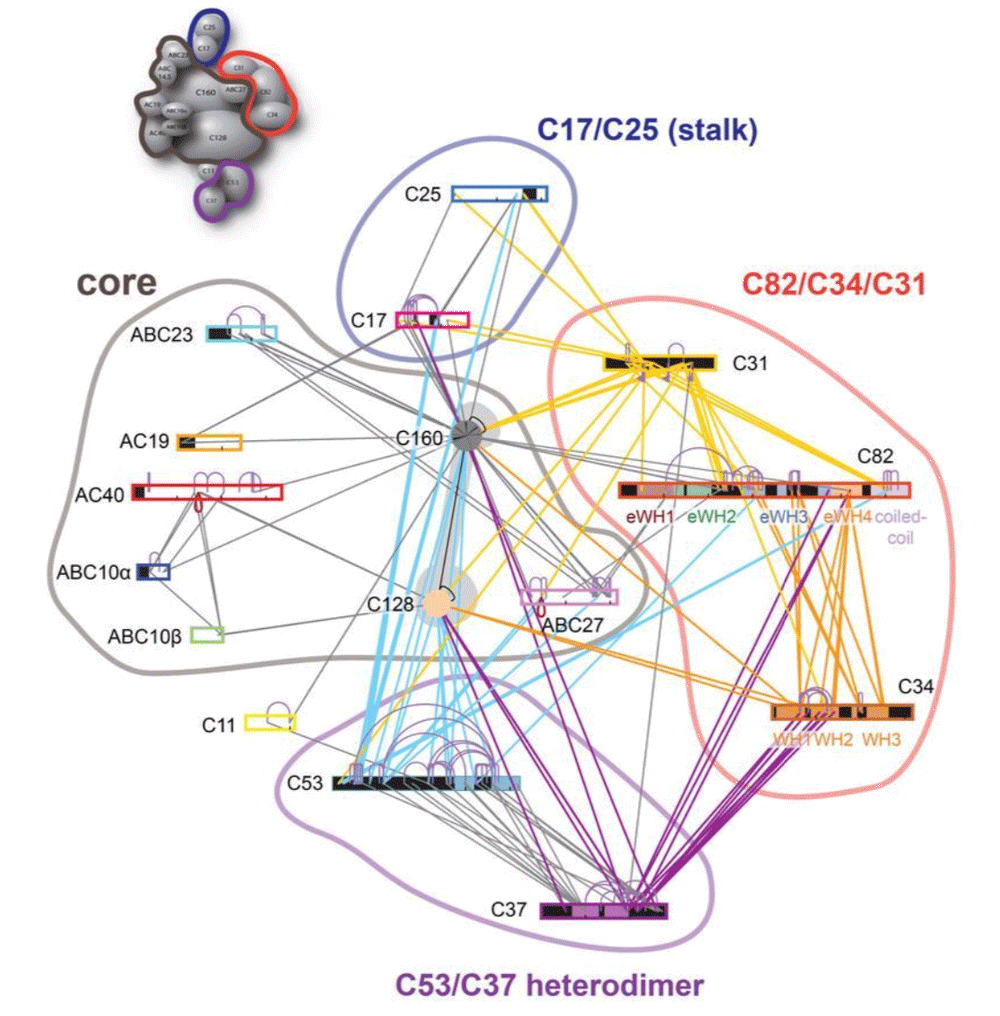 C25
C17
ABC23
ABC
14.5
C31
C160
ABC27
C82
AC19
ABC10α
C34
AC40
C128
C11
C53
C37
C17/C25 (stalk)
C25
core
C82/C34/C31
ABC23
C17
C31
AC19
C160
C82
AC40
eWH1
eWH2
eWH3
eWH4
coiled-
coil
ABC10α
C128
ABC27
ABC10β
C34
C11
WH1
WH2
WH3
C53
C37
C53/C37 heterodimer